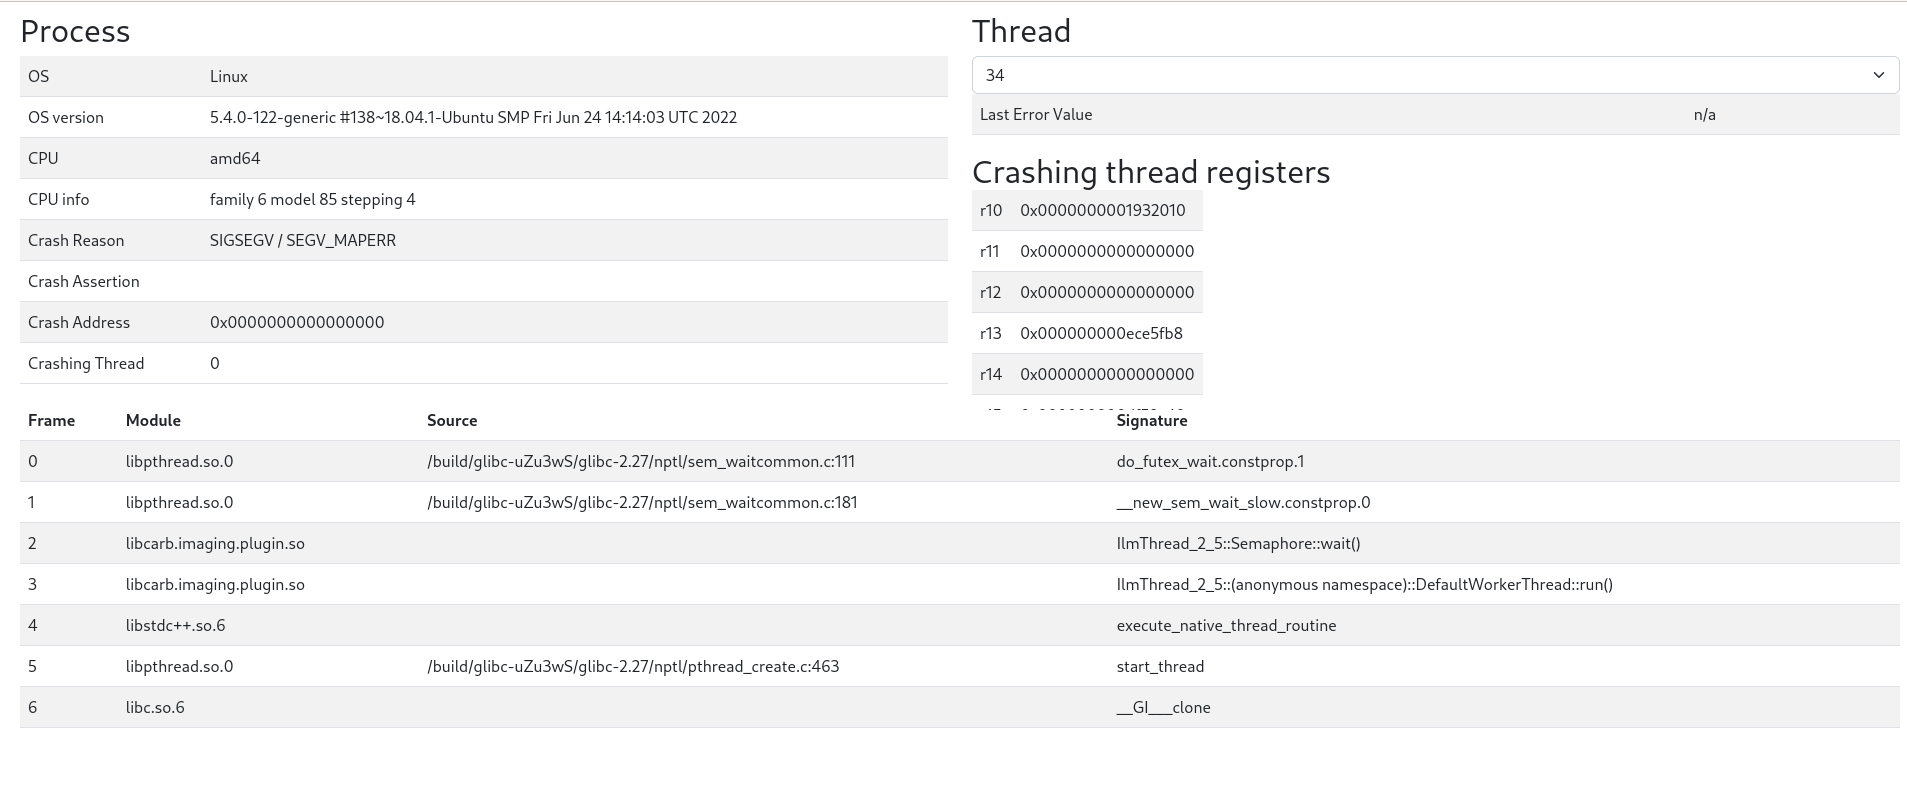 Process
OS Linux
OS version 5.4.0-122-generic #138~18.04.1-Ubuntu SMP Fri Jun 24 14:14:03 UTC 2022
CPU amd64
CPU info family 6 model 85 stepping 4
Crash Reason SIGSEGV / SEGV_MAPERR
Crash Assertion
Crash Address 0x0000000000000000
Crashing Thread 0
Thread
34
Last Error Value n/a
Crashing thread registers
r10 0x0000000001932010
r11 0x0000000000000000
r12 0x0000000000000000
r13 0x000000000ece5fb8
r14 0x0000000000000000
Frame Module Source Signature
0 libpthread.so.0 /build/glibc-uZu3wS/glibc-2.27/nptl/sem_waitcommon.c:111 do_futex_wait.constprop.1
1 libpthread.so.0 /build/glibc-uZu3wS/glibc-2.27/nptl/sem_waitcommon.c:181 __new_sem_wait_slow.constprop.0
2 libcarb.imaging.plugin.so IlmThread_2_5::Semaphore::wait()
3 libcarb.imaging.plugin.so IlmThread_2_5::(anonymous namespace)::DefaultWorkerThread::run()
4 libstdc++.so.6 execute_native_thread_routine
5 libpthread.so.0 /build/glibc-uZu3wS/glibc-2.27/nptl/pthread_create.c:463 start_thread
6 libc.so.6 __GI___clone